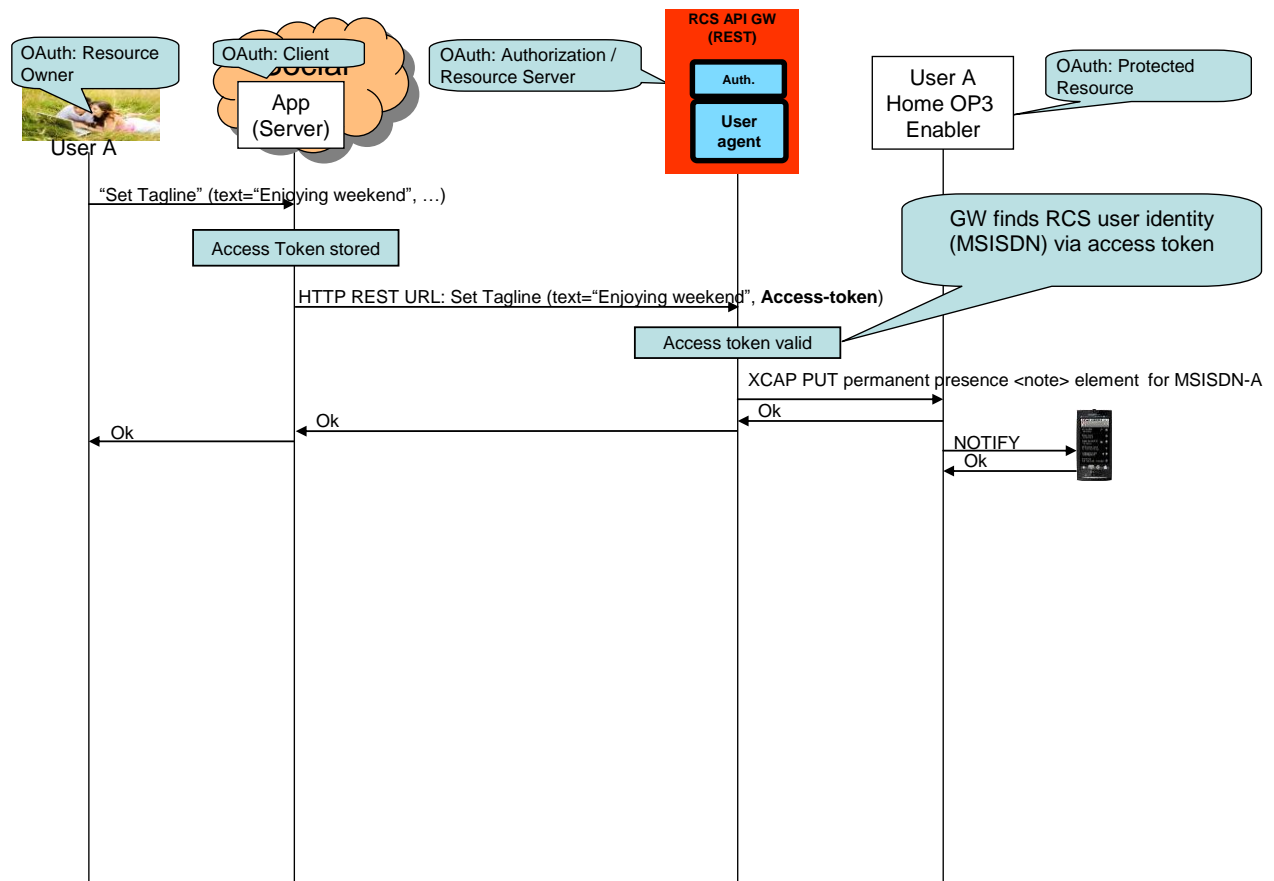 RCS API GW
(REST)
OAuth: Resource
Owner
OAuth: Client
Social
OAuth: Authorization /
Resource Server
Auth.
User
agent
App
(Server)
User A
Home OP3
Enabler
OAuth: Protected
Resource
User A
“Set Tagline” (text=“Enjoying weekend”, …)
GW finds RCS user identity
(MSISDN) via access token
Access Token stored
HTTP REST URL: Set Tagline (text=“Enjoying weekend”, Access-token)
Access token valid
XCAP PUT permanent presence <note> element for MSISDN-A
Ok
Ok
Ok
NOTIFY
Ok